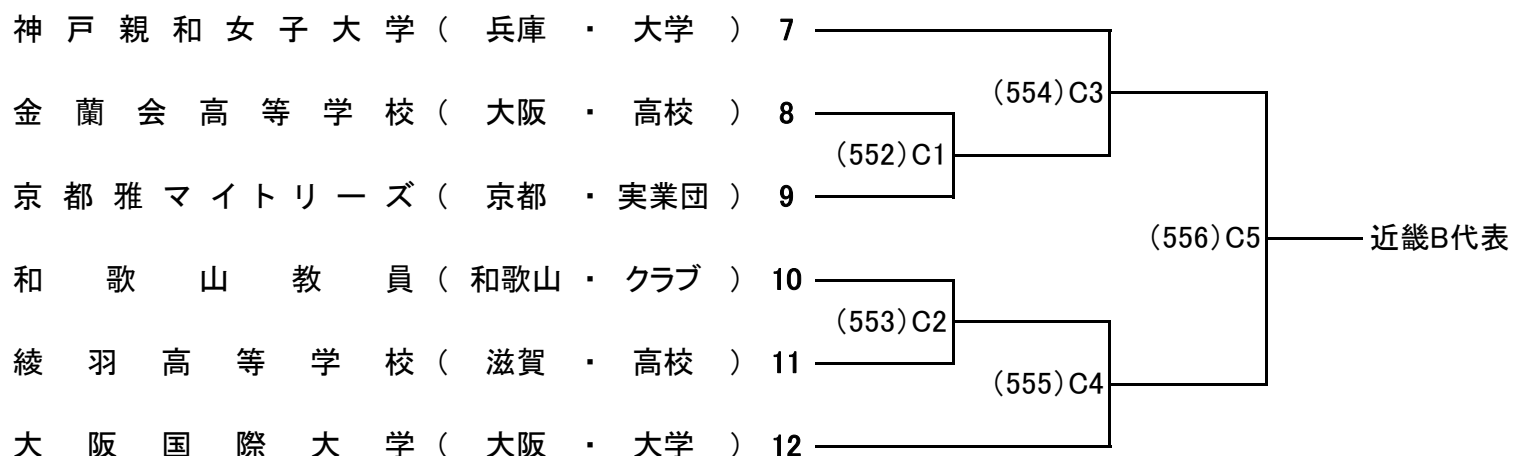 神戸親和女子大学(兵庫・大学)7
(554)C3
金蘭会高等学校(大阪・高校)8
(552)C1
京都雅マイトリーズ(京都・実業団)9
(556)C5 近畿B代表
和歌山教員(和歌山・クラブ)10
(553)C2
綾羽高等学校(滋賀・高校)11
(555)C4
大阪国際大学(大阪・大学)12